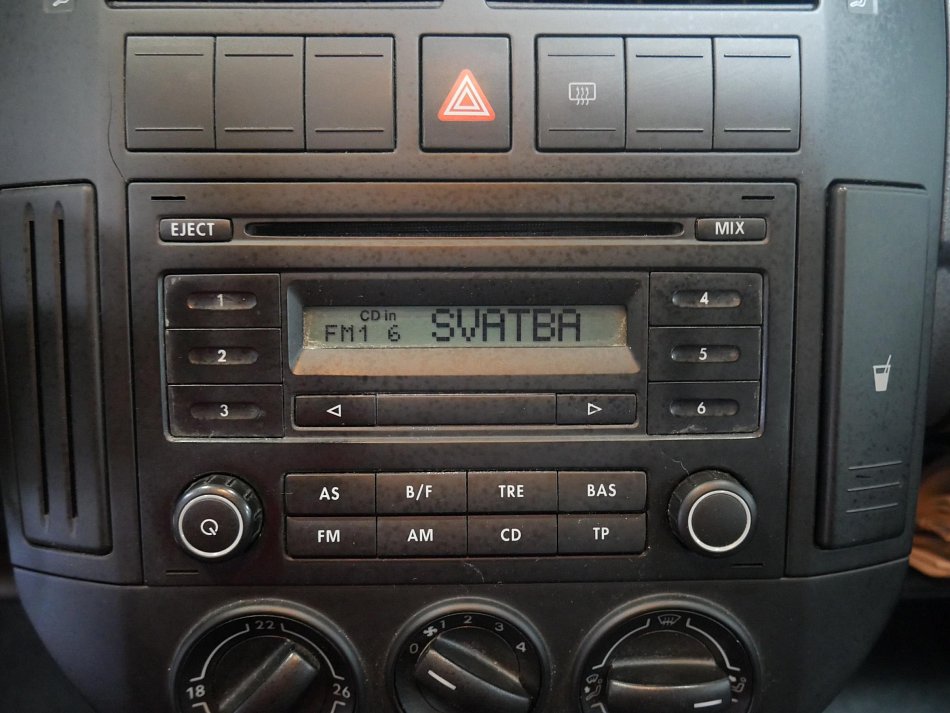 EJECT MIX
1 4
CD in
FM1 6 SVATBA
2 5
3 6
AS B/F TRE BAS
FM AM CD TP
22
18 26
0 1 2 3 4